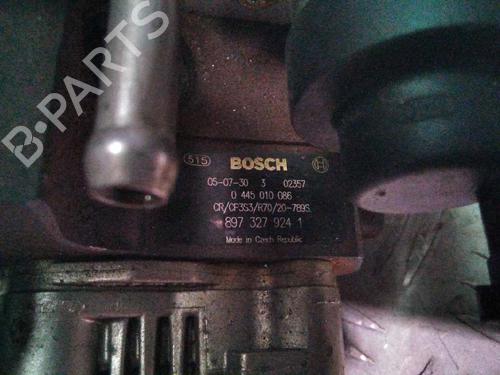 B-PARTS
515 BOSCH
05-07-30 3 02357
0 445 010 086
CR/CP3S3/R70/20-789S
897 327 924 1
Made in Czech Republic